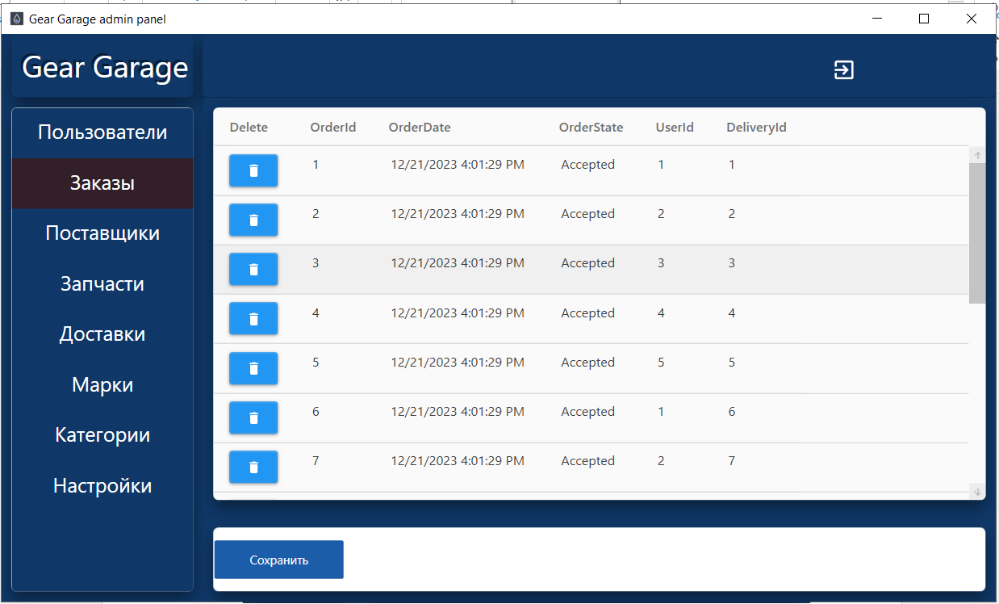 Gear Garage admin panel
Gear Garage
Пользователи
Заказы
Поставщики
Запчасти
Доставки
Марки
Категории
Настройки
Delete OrderId OrderDate OrderState UserId DeliveryId
1 12/21/2023 4:01:29 PM Accepted 1 1
2 12/21/2023 4:01:29 PM Accepted 2 2
3 12/21/2023 4:01:29 PM Accepted 3 3
4 12/21/2023 4:01:29 PM Accepted 4 4
5 12/21/2023 4:01:29 PM Accepted 5 5
6 12/21/2023 4:01:29 PM Accepted 1 6
7 12/21/2023 4:01:29 PM Accepted 2 7
Сохранить